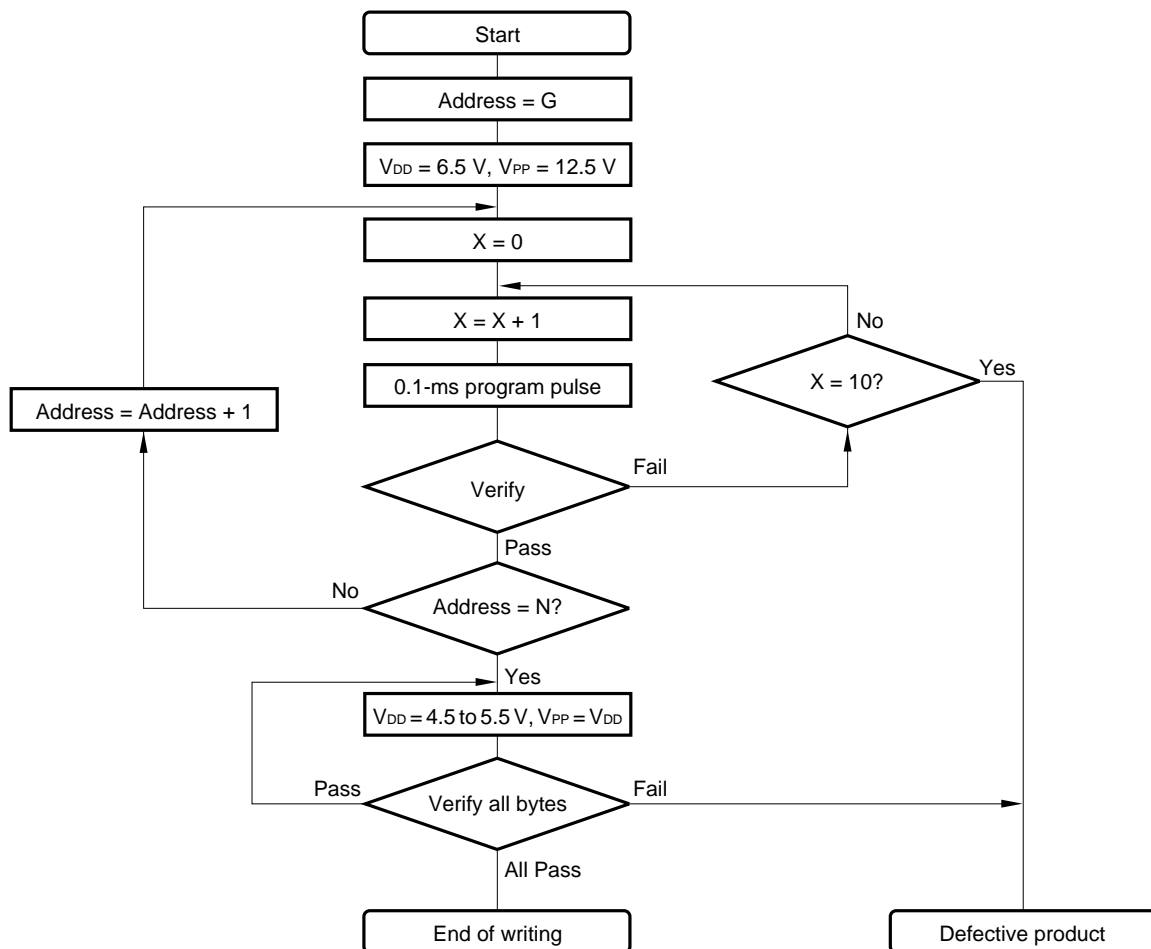 Start
Address = G
VDD = 6.5 V, VPP = 12.5 V
X = 0
X = X + 1
No
Yes
0.1-ms program pulse
X = 10?
Address = Address + 1
Fail
Verify
Pass
No
Address = N?
Yes
VDD = 4.5 to 5.5 V, VPP = VDD
Pass
Verify all bytes
Fail
All Pass
End of writing
Defective product